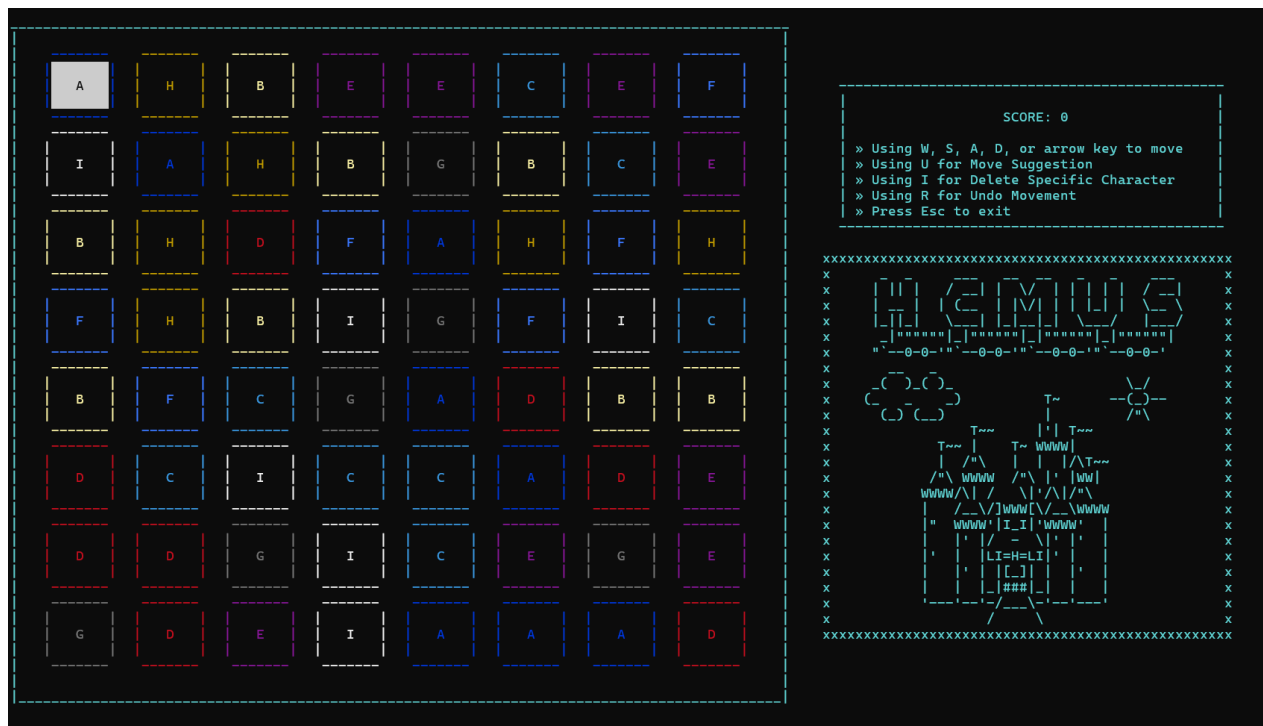 A H B E E C E F
SCORE: 0
I A H B G B C E
» Using W, S, A, D, or arrow key to move
» Using U for Move Suggestion
» Using I for Delete Specific Character
» Using R for Undo Movement
» Press Esc to exit
B H D F A H F H
HCMUS
F H B I G F I C
B F C G A D B B
D C I C C A D E
D D G I C E G E
G D E I A A A D